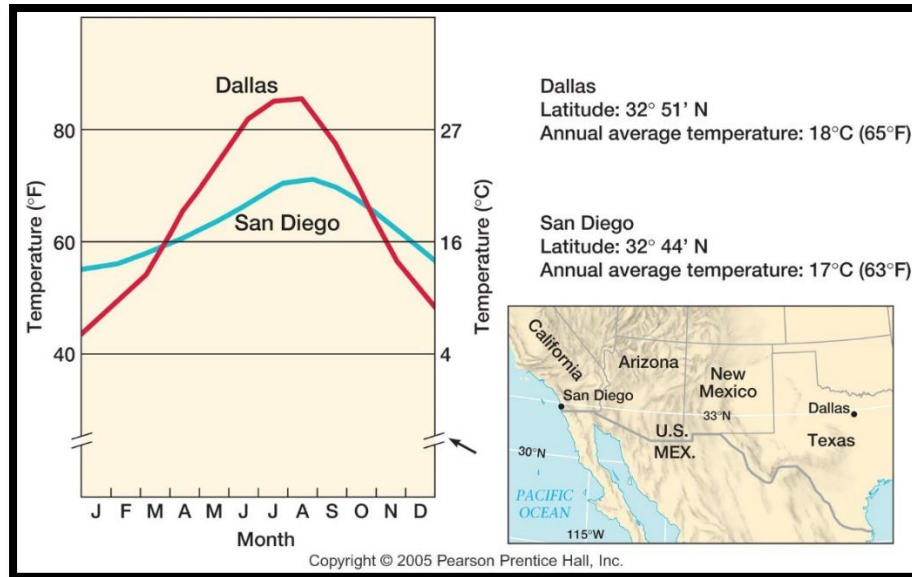 Dallas
San Diego
80
60
40
27
16
4
Temperature (°F)
Temperature (°C)
J F M A M J J A S O N D
Month
Dallas
Latitude: 32° 51' N
Annual average temperature: 18°C (65°F)
San Diego
Latitude: 32° 44' N
Annual average temperature: 17°C (63°F)
California
Arizona
New
Mexico
San Diego
33°N
Dallas
Texas
U.S.
MEX.
30°N
PACIFIC
OCEAN
115°W
Copyright © 2005 Pearson Prentice Hall, Inc.